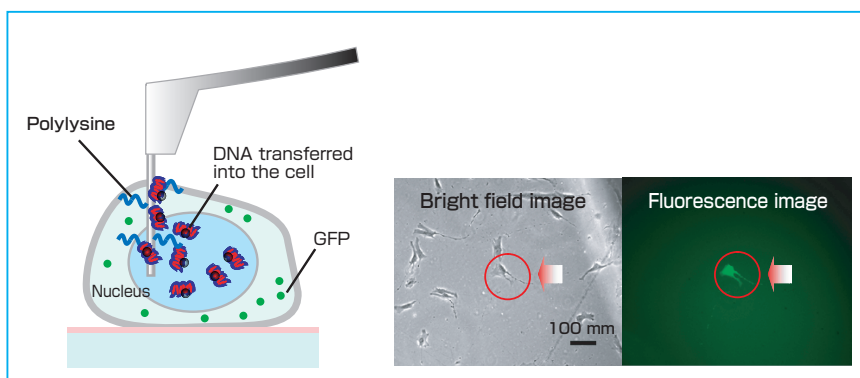 Polylysine
DNA transferred
into the cell
GFP
Nucleus
Bright field image
100 mm
Fluorescence image